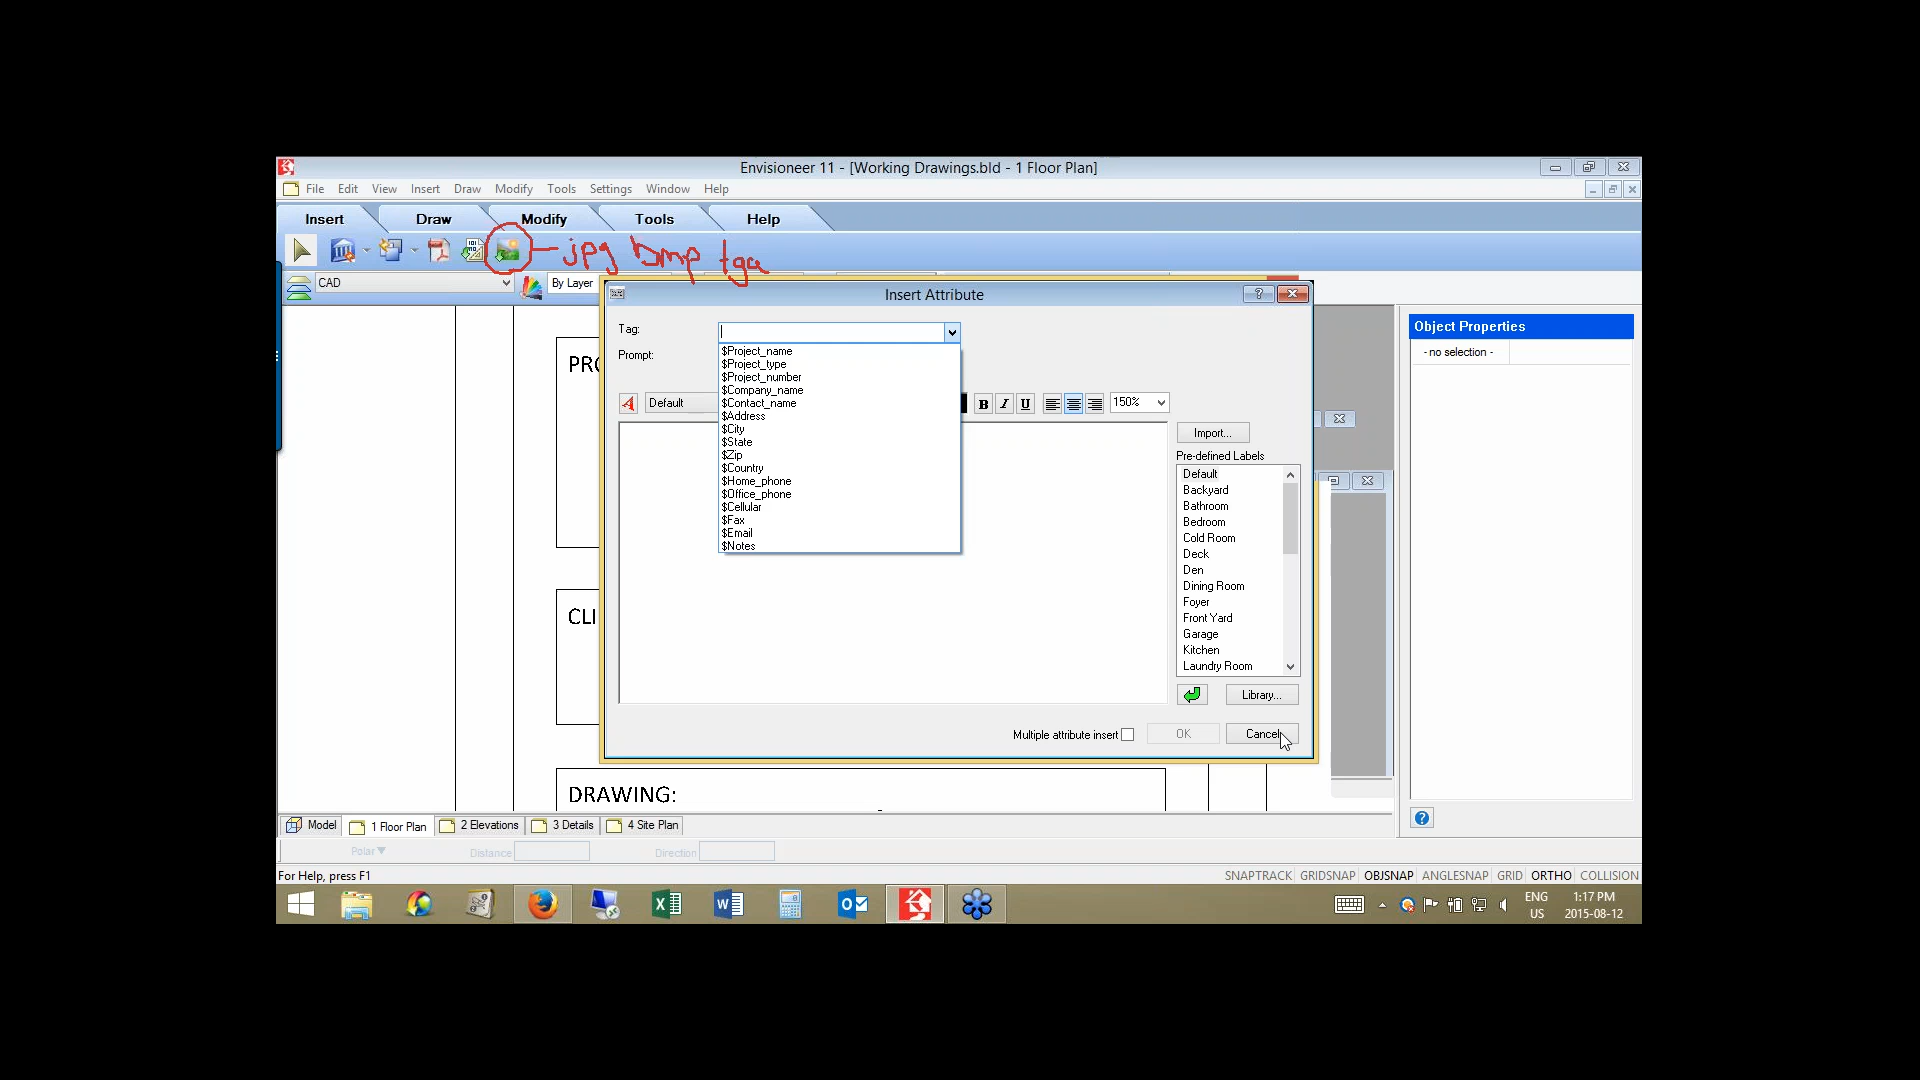 Envisioneer 11 - [Working Drawings.bld - 1 Floor Plan]
File Edit View Insert Draw Modify Tools Settings Window Help
Insert Draw Modify Tools Help
jpg bmp tga
CAD By Layer
Insert Attribute
Tag:
Prompt:
$Project_name
$Project_type
$Project_number
$Company_name
$Contact_name
$Address
$City
$State
$Zip
$Country
$Home_phone
$Office_phone
$Cellular
$Fax
$Email
$Notes
Default B I U 150%
Import...
Pre-defined Labels
Default
Backyard
Bathroom
Bedroom
Cold Room
Deck
Den
Dining Room
Foyer
Front Yard
Garage
Kitchen
Laundry Room
Library...
Multiple attribute insert OK Cancel
Object Properties
- no selection -
PRO
CLI
DRAWING:
Model 1 Floor Plan 2 Elevations 3 Details 4 Site Plan
Polar Distance Direction
For Help, press F1 SNAPTRACK GRIDSNAP OBJSNAP ANGLESNAP GRID ORTHO COLLISION
ENG 1:17 PM
US 2015-08-12